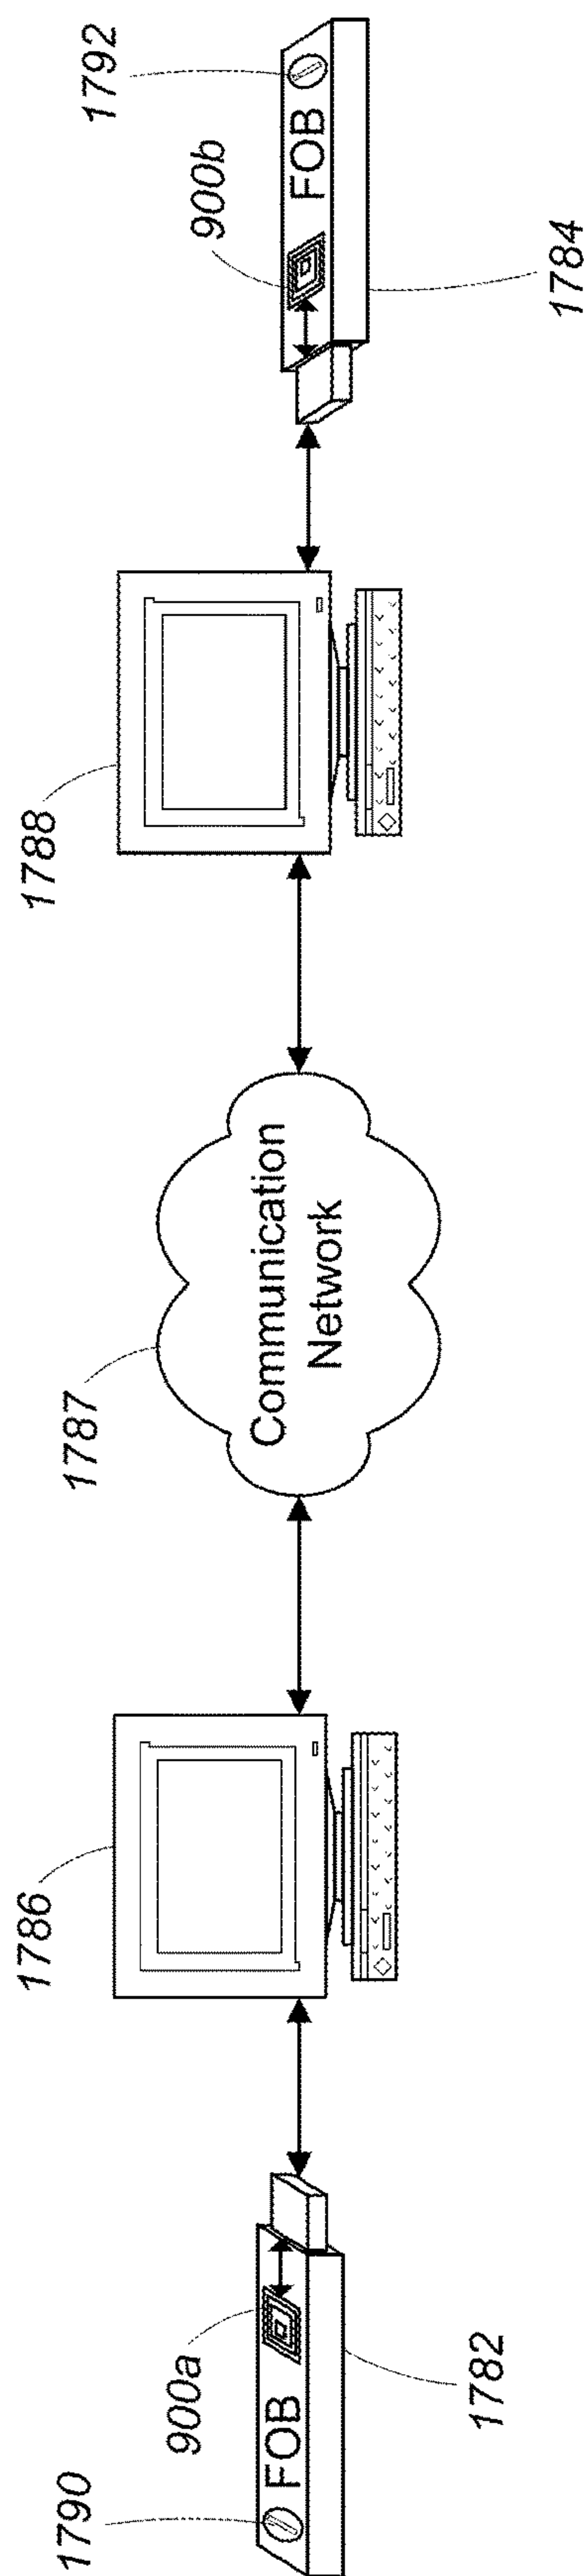 1790
FOB
900a
1782
1786
1787
Communication
Network
1788
900b
FOB
1792
1784